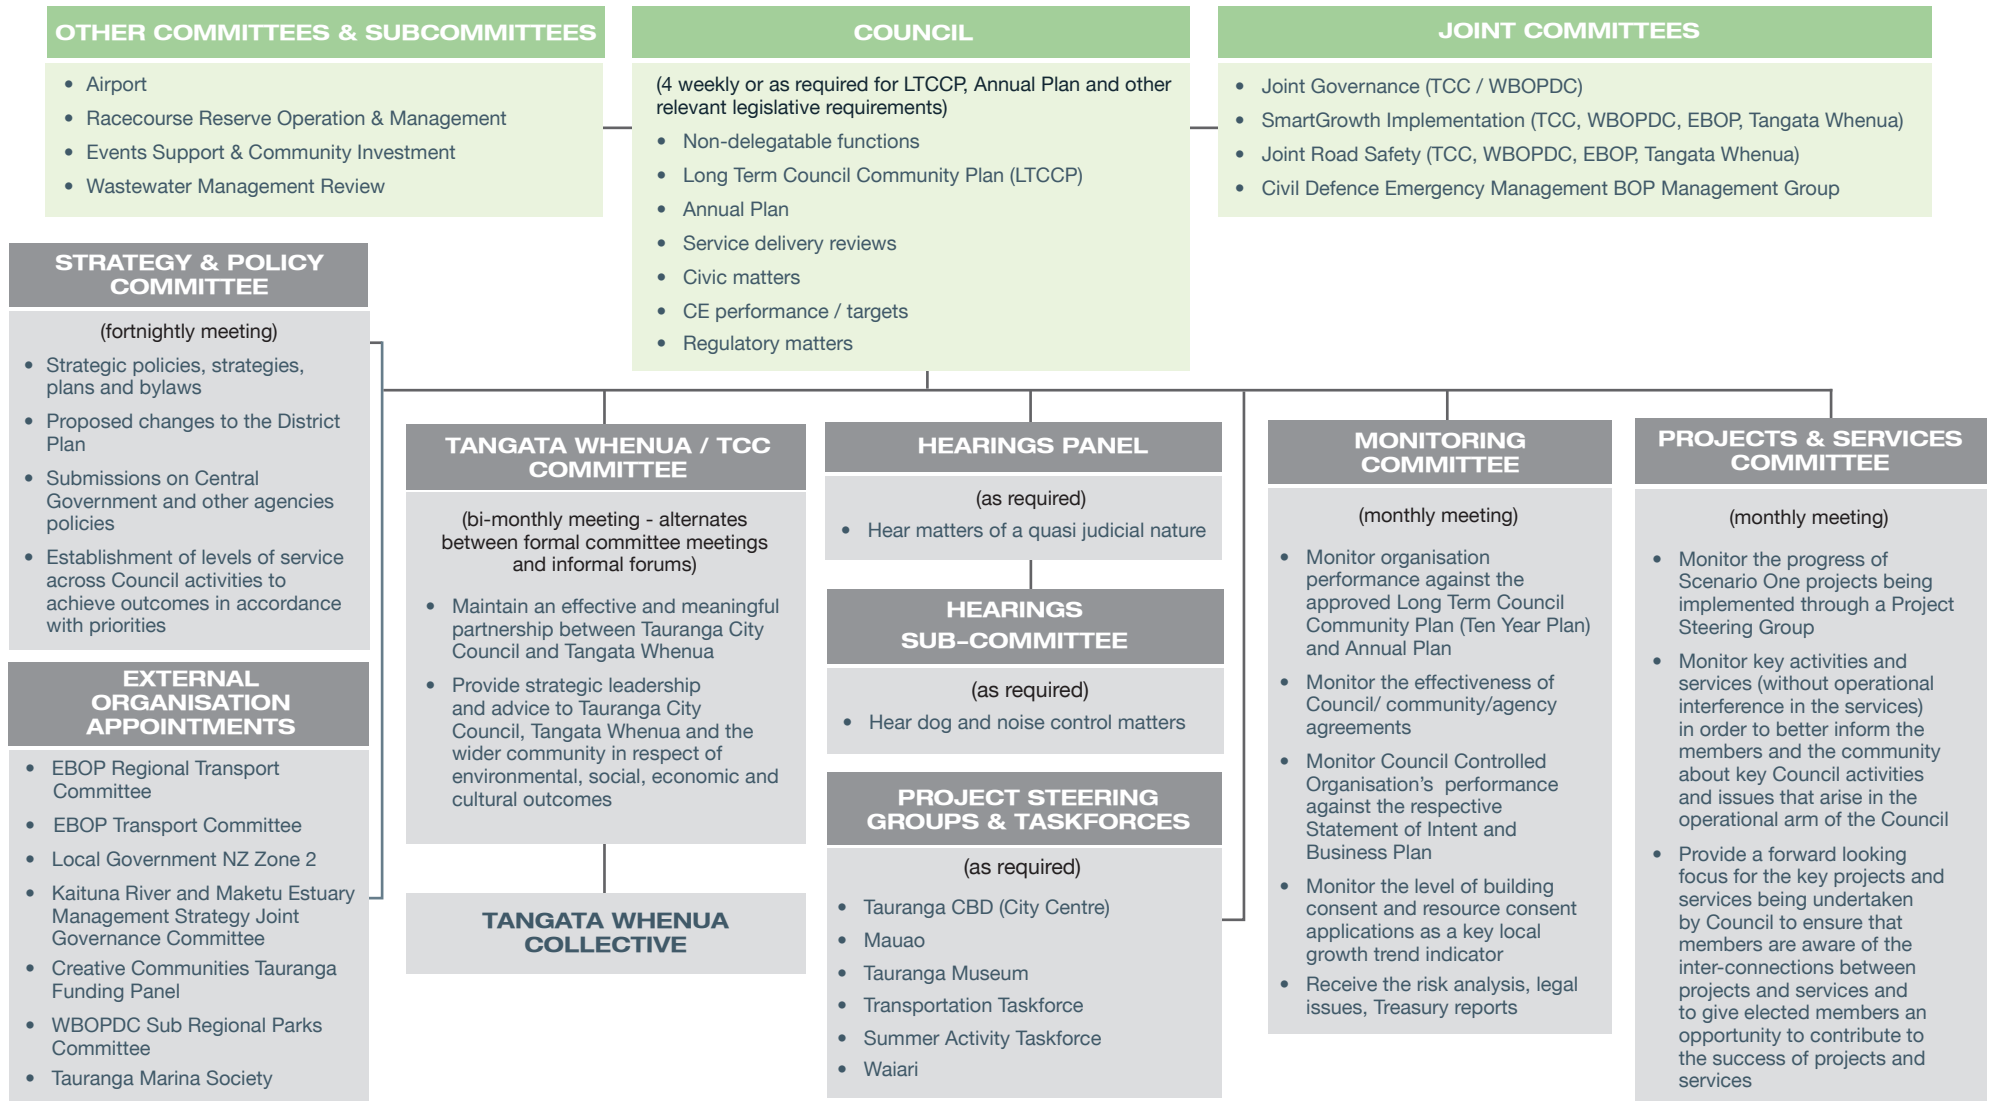 OTHER COMMITTEES & SUBCOMMITTEES
• Airport
• Racecourse Reserve Operation & Management
• Events Support & Community Investment
• Wastewater Management Review
COUNCIL
(4 weekly or as required for LTCCP, Annual Plan and other
relevant legislative requirements)
• Non-delegatable functions
• Long Term Council Community Plan (LTCCP)
• Annual Plan
• Service delivery reviews
• Civic matters
• CE performance / targets
• Regulatory matters
JOINT COMMITTEES
• Joint Governance (TCC / WBOPDC)
• SmartGrowth Implementation (TCC, WBOPDC, EBOP, Tangata Whenua)
• Joint Road Safety (TCC, WBOPDC, EBOP, Tangata Whenua)
• Civil Defence Emergency Management BOP Management Group
STRATEGY & POLICY
COMMITTEE
(fortnightly meeting)
• Strategic policies, strategies,
plans and bylaws
• Proposed changes to the District
Plan
• Submissions on Central
Government and other agencies
policies
• Establishment of levels of service
across Council activities to
achieve outcomes in accordance
with priorities
EXTERNAL
ORGANISATION
APPOINTMENTS
• EBOP Regional Transport
Committee
• EBOP Transport Committee
• Local Government NZ Zone 2
• Kaituna River and Maketu Estuary
Management Strategy Joint
Governance Committee
• Creative Communities Tauranga
Funding Panel
• WBOPDC Sub Regional Parks
Committee
• Tauranga Marina Society
TANGATA WHENUA / TCC
COMMITTEE
(bi-monthly meeting - alternates
between formal committee meetings
and informal forums)
• Maintain an effective and meaningful
partnership between Tauranga City
Council and Tangata Whenua
• Provide strategic leadership
and advice to Tauranga City
Council, Tangata Whenua and the
wider community in respect of
environmental, social, economic and
cultural outcomes
TANGATA WHENUA
COLLECTIVE
HEARINGS PANEL
(as required)
• Hear matters of a quasi judicial nature
HEARINGS
SUB-COMMITTEE
(as required)
• Hear dog and noise control matters
PROJECT STEERING
GROUPS & TASKFORCES
(as required)
• Tauranga CBD (City Centre)
• Mauao
• Tauranga Museum
• Transportation Taskforce
• Summer Activity Taskforce
• Waiari
MONITORING
COMMITTEE
(monthly meeting)
• Monitor organisation
performance against the
approved Long Term Council
Community Plan (Ten Year Plan)
and Annual Plan
• Monitor the effectiveness of
Council/ community/agency
agreements
• Monitor Council Controlled
Organisation's performance
against the respective
Statement of Intent and
Business Plan
• Monitor the level of building
consent and resource consent
applications as a key local
growth trend indicator
• Receive the risk analysis, legal
issues, Treasury reports
PROJECTS & SERVICES
COMMITTEE
(monthly meeting)
• Monitor the progress of
Scenario One projects being
implemented through a Project
Steering Group
• Monitor key activities and
services (without operational
interference in the services)
in order to better inform the
members and the community
about key Council activities
and issues that arise in the
operational arm of the Council
• Provide a forward looking
focus for the key projects and
services being undertaken
by Council to ensure that
members are aware of the
inter-connections between
projects and services and
to give elected members an
opportunity to contribute to
the success of projects and
services